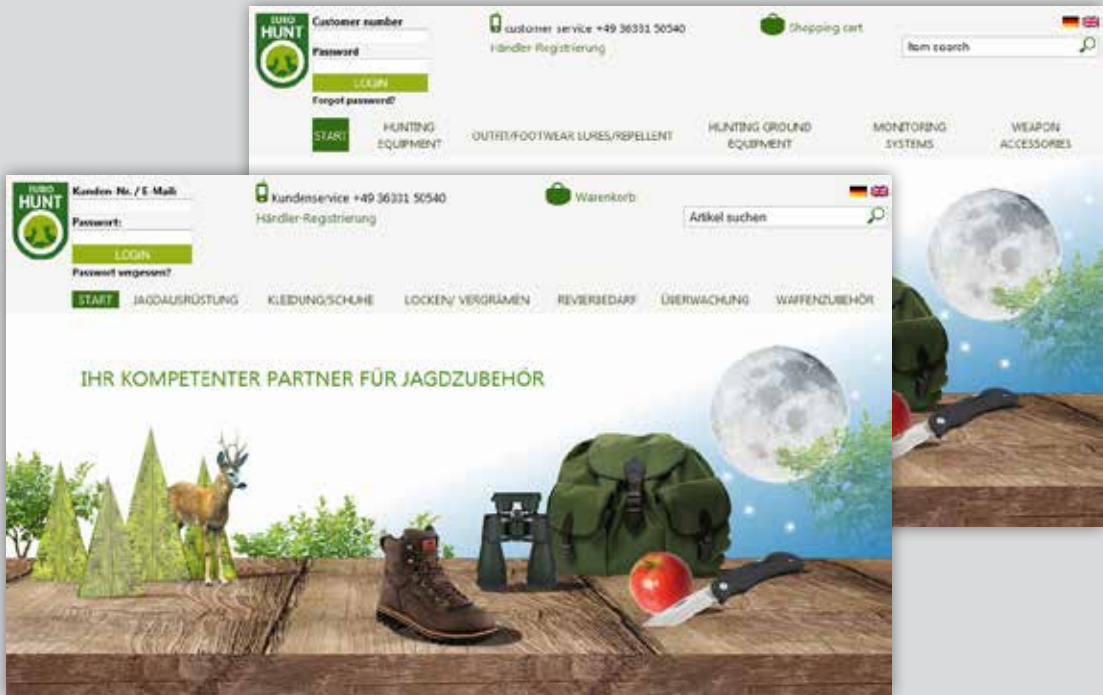 EURO
HUNT
Customer number
Password
LOGIN
Forgot password?
customer service +49 36331 50540
Händler-Registrierung
Shopping cart
Item search
START
HUNTING
EQUIPMENT
OUTFIT/FOOTWEAR LURES/REPELLENT
HUNTING GROUND
EQUIPMENT
MONITORING
SYSTEMS
WEAPON
ACCESSORIES
EURO
HUNT
Kunden-Nr. / E-Mail:
Passwort:
LOGIN
Passwort vergessen?
Kundenservice +49 36331 50540
Händler-Registrierung
Warenkorb
Artikel suchen
START JAGDAUSRÜSTUNG KLEIDUNG/SCHUHE LOCKEN/ VERGRÄMEN REVIERBEDARF ÜBERWACHUNG WAFFENZUBEHÖR
IHR KOMPETENTER PARTNER FÜR JAGDZUBEHÖR